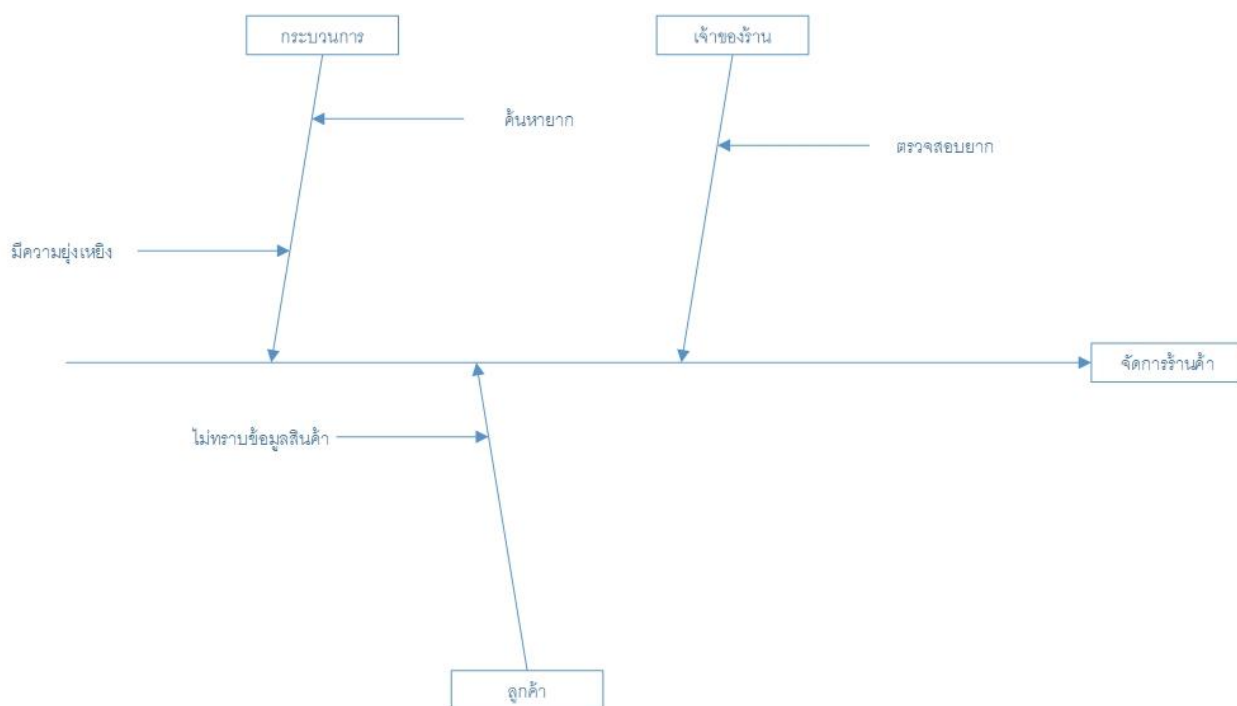 กระบวนการ
เจ้าของร้าน
ค้นหายาก
ตรวจสอบยาก
มีความยุ่งเหยิง
จัดการร้านค้า
ไม่ทราบข้อมูลสินค้า
ลูกค้า